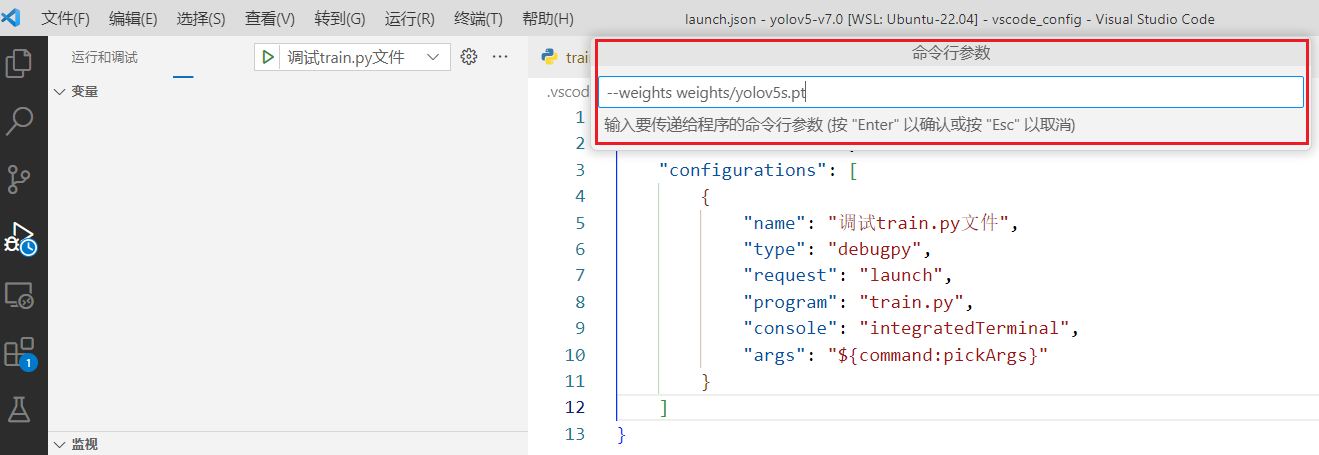 文件(F) 编辑(E) 选择(S) 查看(V) 转到(G) 运行(R) 终端(T) 帮助(H) launch.json - yolov5-v7.0 [WSL: Ubuntu-22.04] - vscode_config - Visual Studio Code
运行和调试 调试train.py文件 ···
变量
监视
1
命令行参数
--weights weights/yolov5s.pt
输入要传递给程序的命令行参数 (按 "Enter" 以确认或按 "Esc" 以取消)
trai
.vscod
1
2
3 "configurations": [
4 {
5 "name": "调试train.py文件",
6 "type": "debugpy",
7 "request": "launch",
8 "program": "train.py",
9 "console": "integratedTerminal",
10 "args": "${command:pickArgs}"
11 }
12 ]
13 }